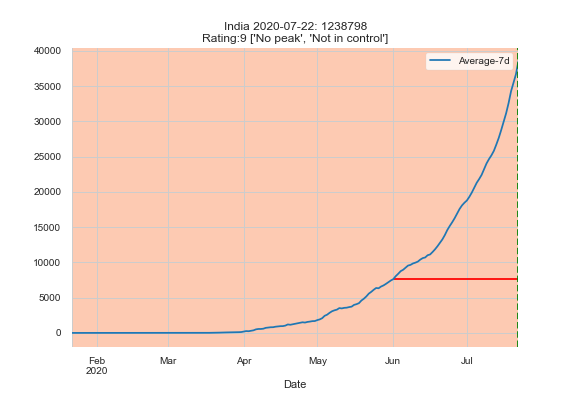 India 2020-07-22: 1238798
Rating:9 ['No peak', 'Not in control']
40000
Average-7d
35000
30000
25000
20000
15000
10000
5000
0
Feb Mar Apr May Jun Jul
2020
Date